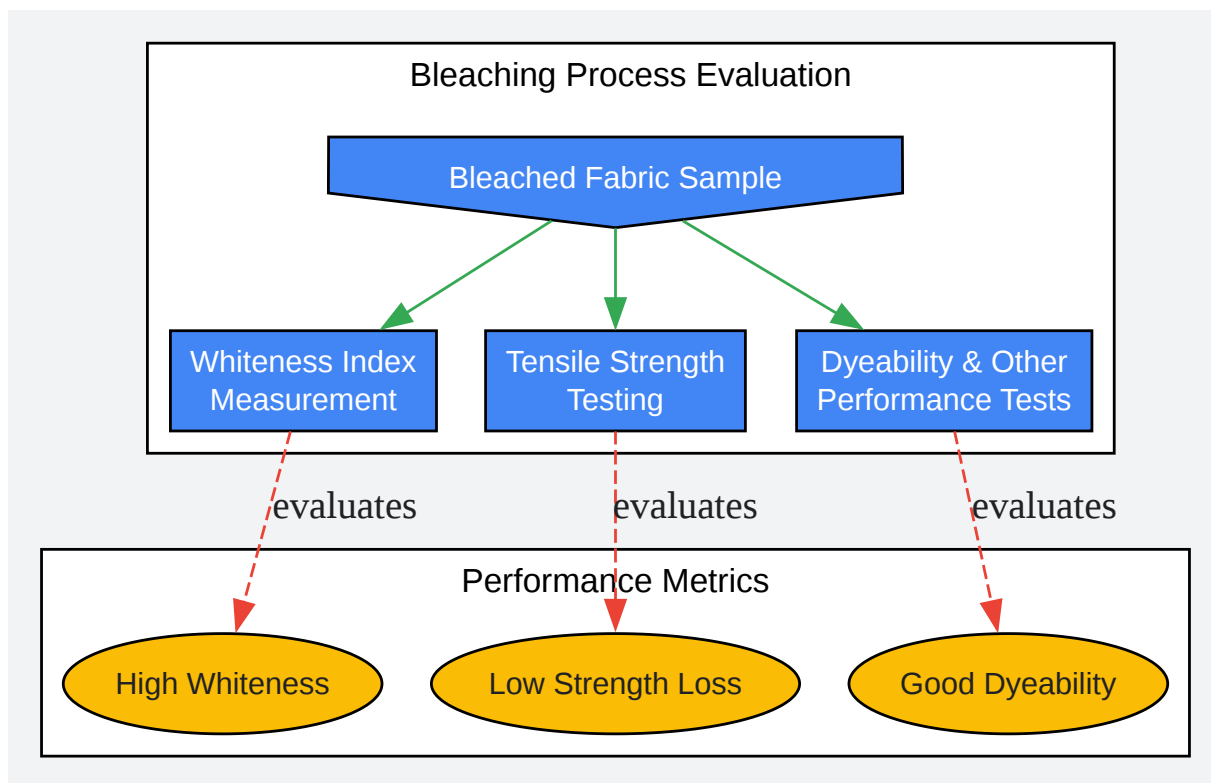 Bleaching Process Evaluation
Bleached Fabric Sample
Whiteness Index
Measurement
Tensile Strength
Testing
Dyeability & Other
Performance Tests
evaluates
evaluates
evaluates
Performance Metrics
High Whiteness
Low Strength Loss
Good Dyeability